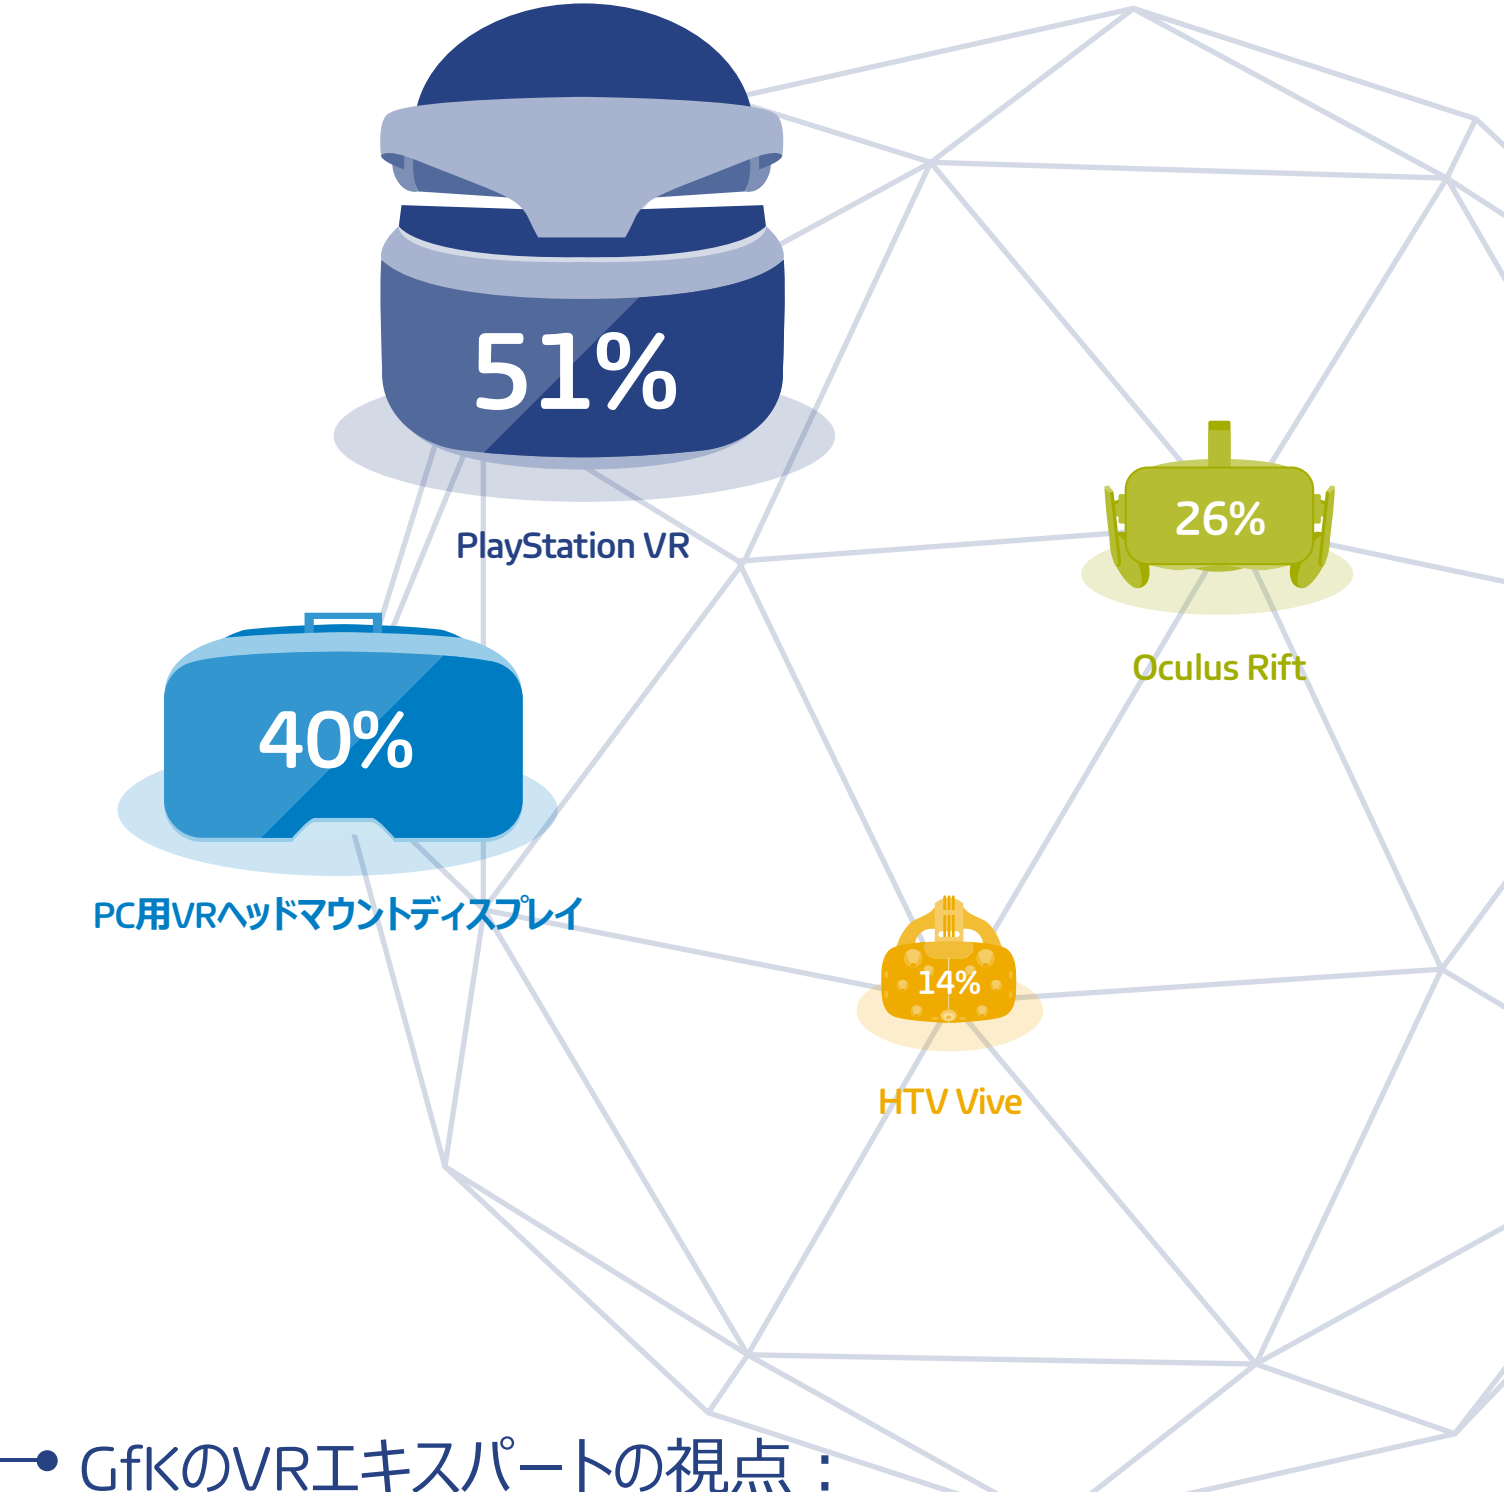 51%
PlayStation VR
26%
Oculus Rift
40%
PC用VRヘッドマウントディスプレイ
14%
HTV Vive
GfKのVRエキスパートの視点：